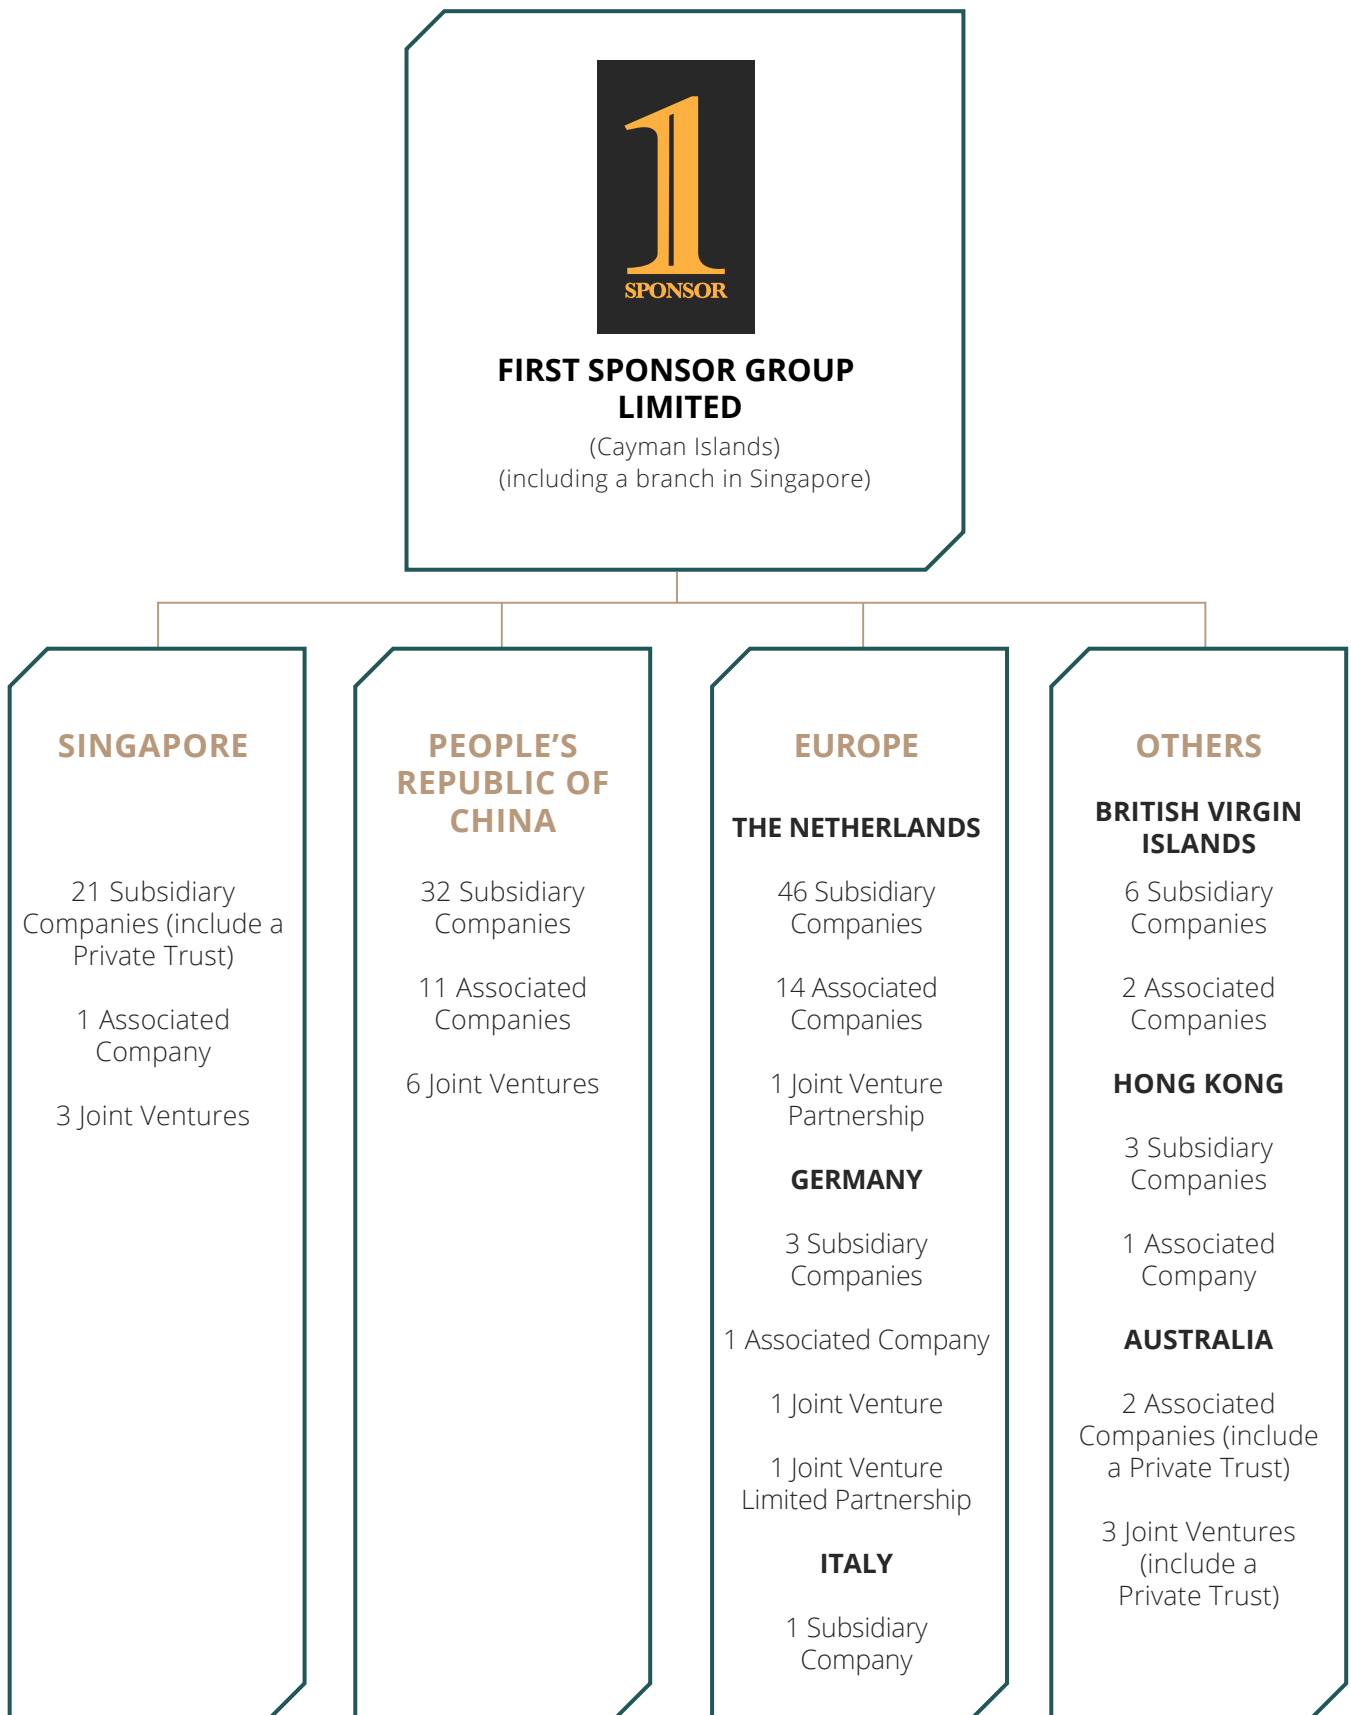 1
SPONSOR
FIRST SPONSOR GROUP
LIMITED
(Cayman Islands)
(including a branch in Singapore)
SINGAPORE
21 Subsidiary
Companies (include a
Private Trust)
1 Associated
Company
3 Joint Ventures
PEOPLE’S
REPUBLIC OF
CHINA
32 Subsidiary
Companies
11 Associated
Companies
6 Joint Ventures
EUROPE
THE NETHERLANDS
46 Subsidiary
Companies
14 Associated
Companies
1 Joint Venture
Partnership
GERMANY
3 Subsidiary
Companies
1 Associated Company
1 Joint Venture
1 Joint Venture
Limited Partnership
ITALY
1 Subsidiary
Company
OTHERS
BRITISH VIRGIN
ISLANDS
6 Subsidiary
Companies
2 Associated
Companies
HONG KONG
3 Subsidiary
Companies
1 Associated
Company
AUSTRALIA
2 Associated
Companies (include
a Private Trust)
3 Joint Ventures
(include a
Private Trust)